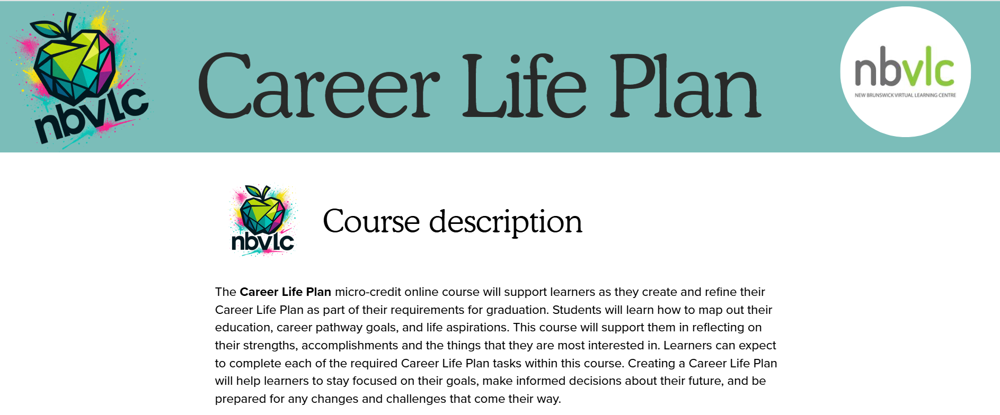 nbvlc
Career Life Plan
nbvlc
NEW BRUNSWICK VIRTUAL LEARNING CENTRE
nbvlc
Course description
The Career Life Plan micro-credit online course will support learners as they create and refine their
Career Life Plan as part of their requirements for graduation. Students will learn how to map out their
education, career pathway goals, and life aspirations. This course will support them in reflecting on
their strengths, accomplishments and the things that they are most interested in. Learners can expect
to complete each of the required Career Life Plan tasks within this course. Creating a Career Life Plan
will help learners to stay focused on their goals, make informed decisions about their future, and be
prepared for any changes and challenges that come their way.